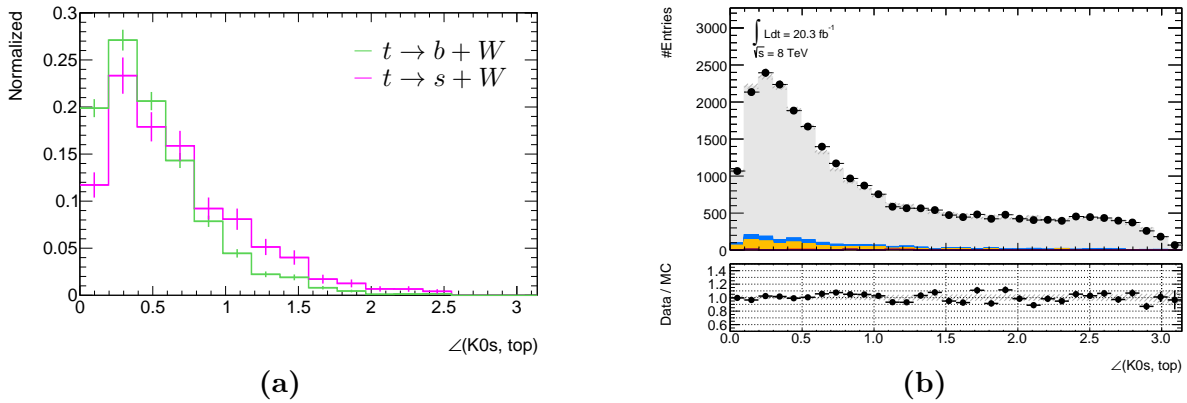 Normalized
0.3
0.25
0.2
0.15
0.1
0.05
0
t → b + W
t → s + W
0 0.5 1 1.5 2 2.5 3
∠(K0s, top)
(a)
#Entries
3000
2500
2000
1500
1000
500
0
∫ Ldt = 20.3 fb⁻¹
√s = 8 TeV
Data / MC
1.4
1.2
1.0
0.8
0.6
0.0 0.5 1.0 1.5 2.0 2.5 3.0
∠(K0s, top)
(b)